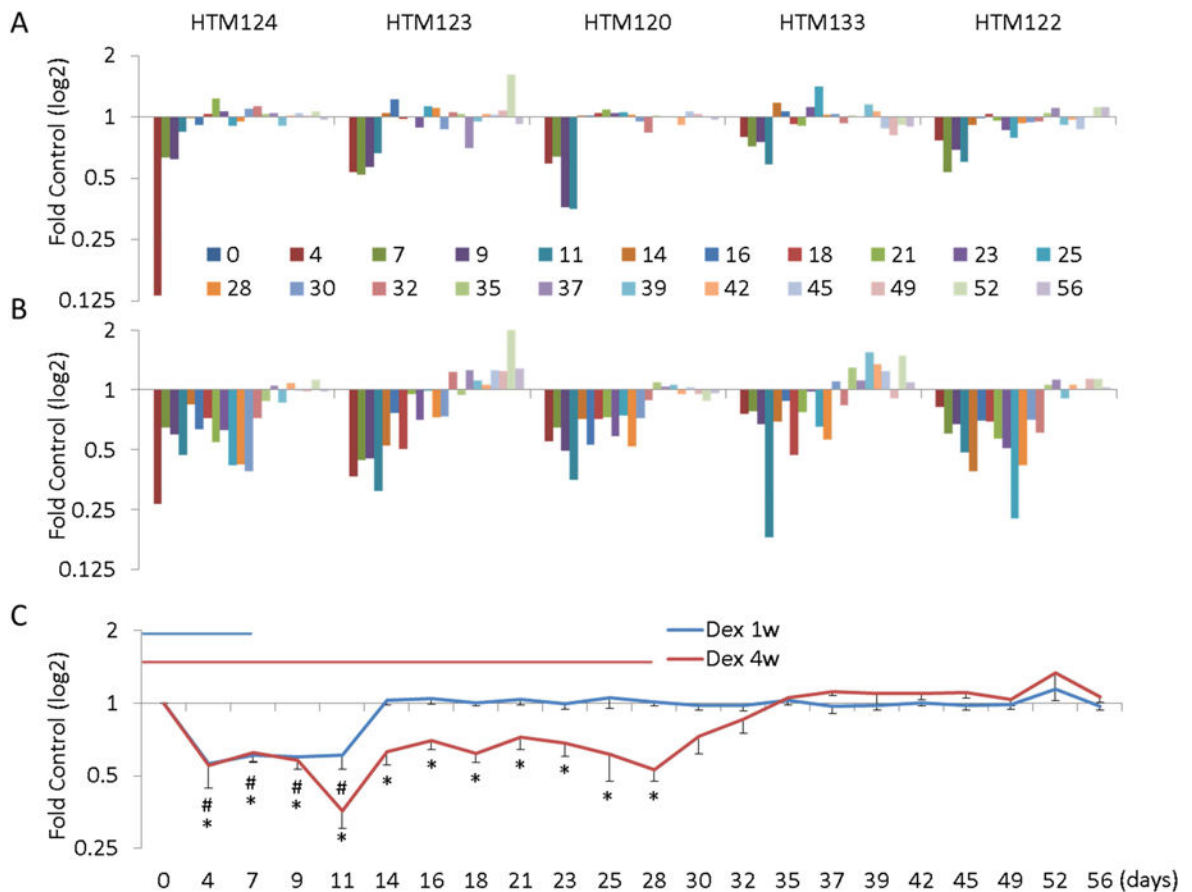 A
HTM124 HTM123 HTM120 HTM133 HTM122
Fold Control (log2)
2
1
0.5
0.25
0.125
0 4 7 9 11 14 16 18 21 23 25
28 30 32 35 37 39 42 45 49 52 56
B
Fold Control (log2)
2
1
0.5
0.25
0.125
C
Fold Control (log2)
2
1
0.5
0.25
Dex 1w
Dex 4w
# # # #
* * * * * * * * * * *
0 4 7 9 11 14 16 18 21 23 25 28 30 32 35 37 39 42 45 49 52 56 (days)